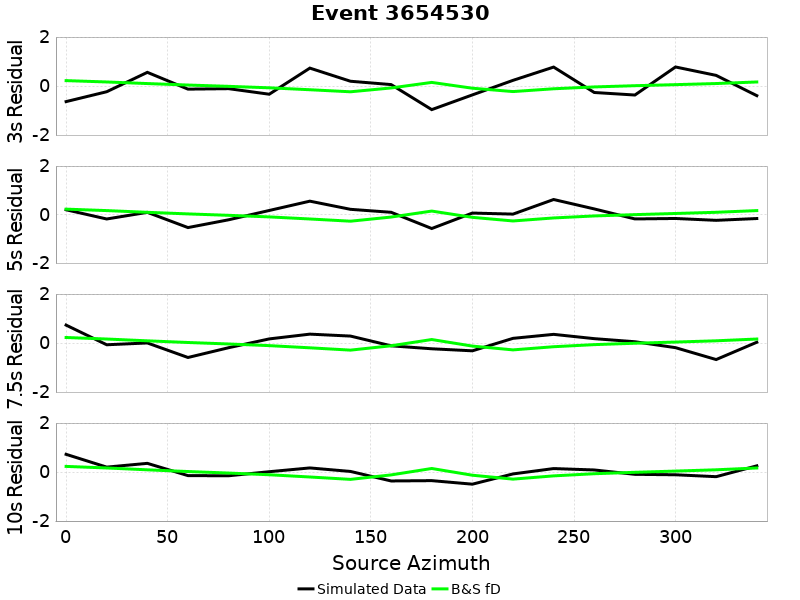 Event 3654530
3s Residual
2
0
-2
5s Residual
2
0
-2
7.5s Residual
2
0
-2
10s Residual
2
0
-2
0 50 100 150 200 250 300
Source Azimuth
Simulated Data B&S fD